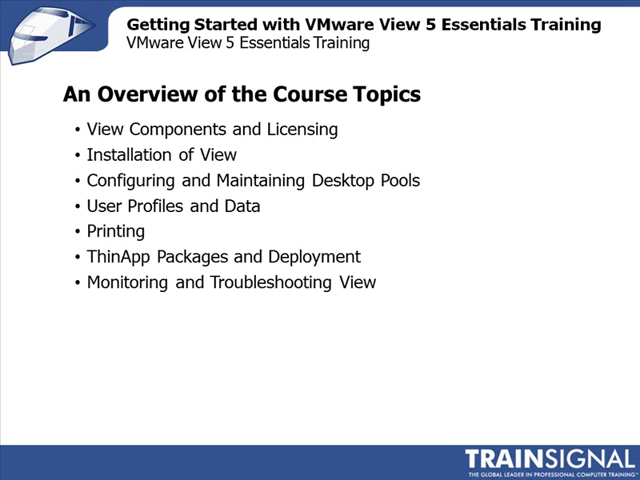 Getting Started with VMware View 5 Essentials Training
VMware View 5 Essentials Training
An Overview of the Course Topics
• View Components and Licensing
• Installation of View
• Configuring and Maintaining Desktop Pools
• User Profiles and Data
• Printing
• ThinApp Packages and Deployment
• Monitoring and Troubleshooting View
TRAINSIGNAL
THE GLOBAL LEADER IN PROFESSIONAL COMPUTER TRAINING™